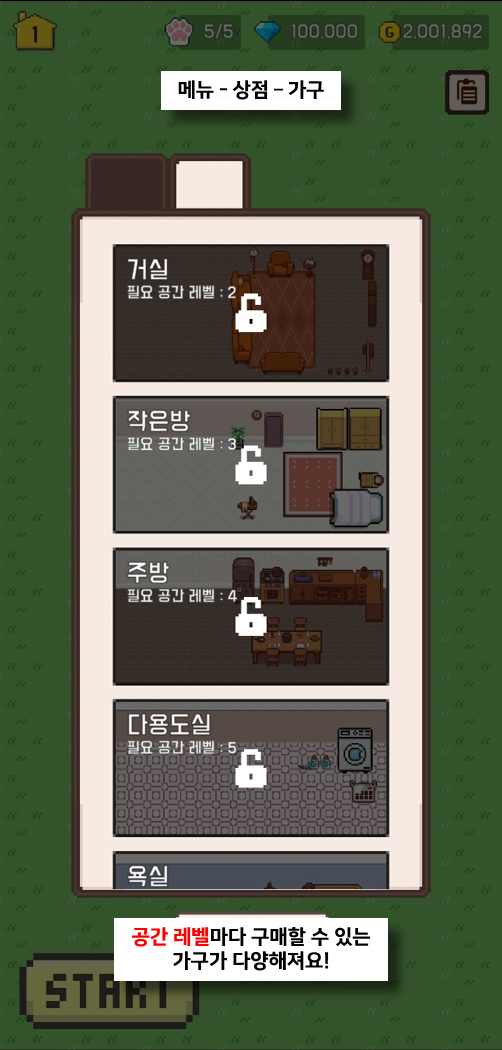 1
5/5
100,000
G 2,001,892
메뉴 - 상점 - 가구
거실
필요 공간 레벨 : 2
작은방
필요 공간 레벨 : 3
주방
필요 공간 레벨 : 4
다용도실
필요 공간 레벨 : 5
욕실
공간 레벨마다 구매할 수 있는
가구가 다양해져요!
START